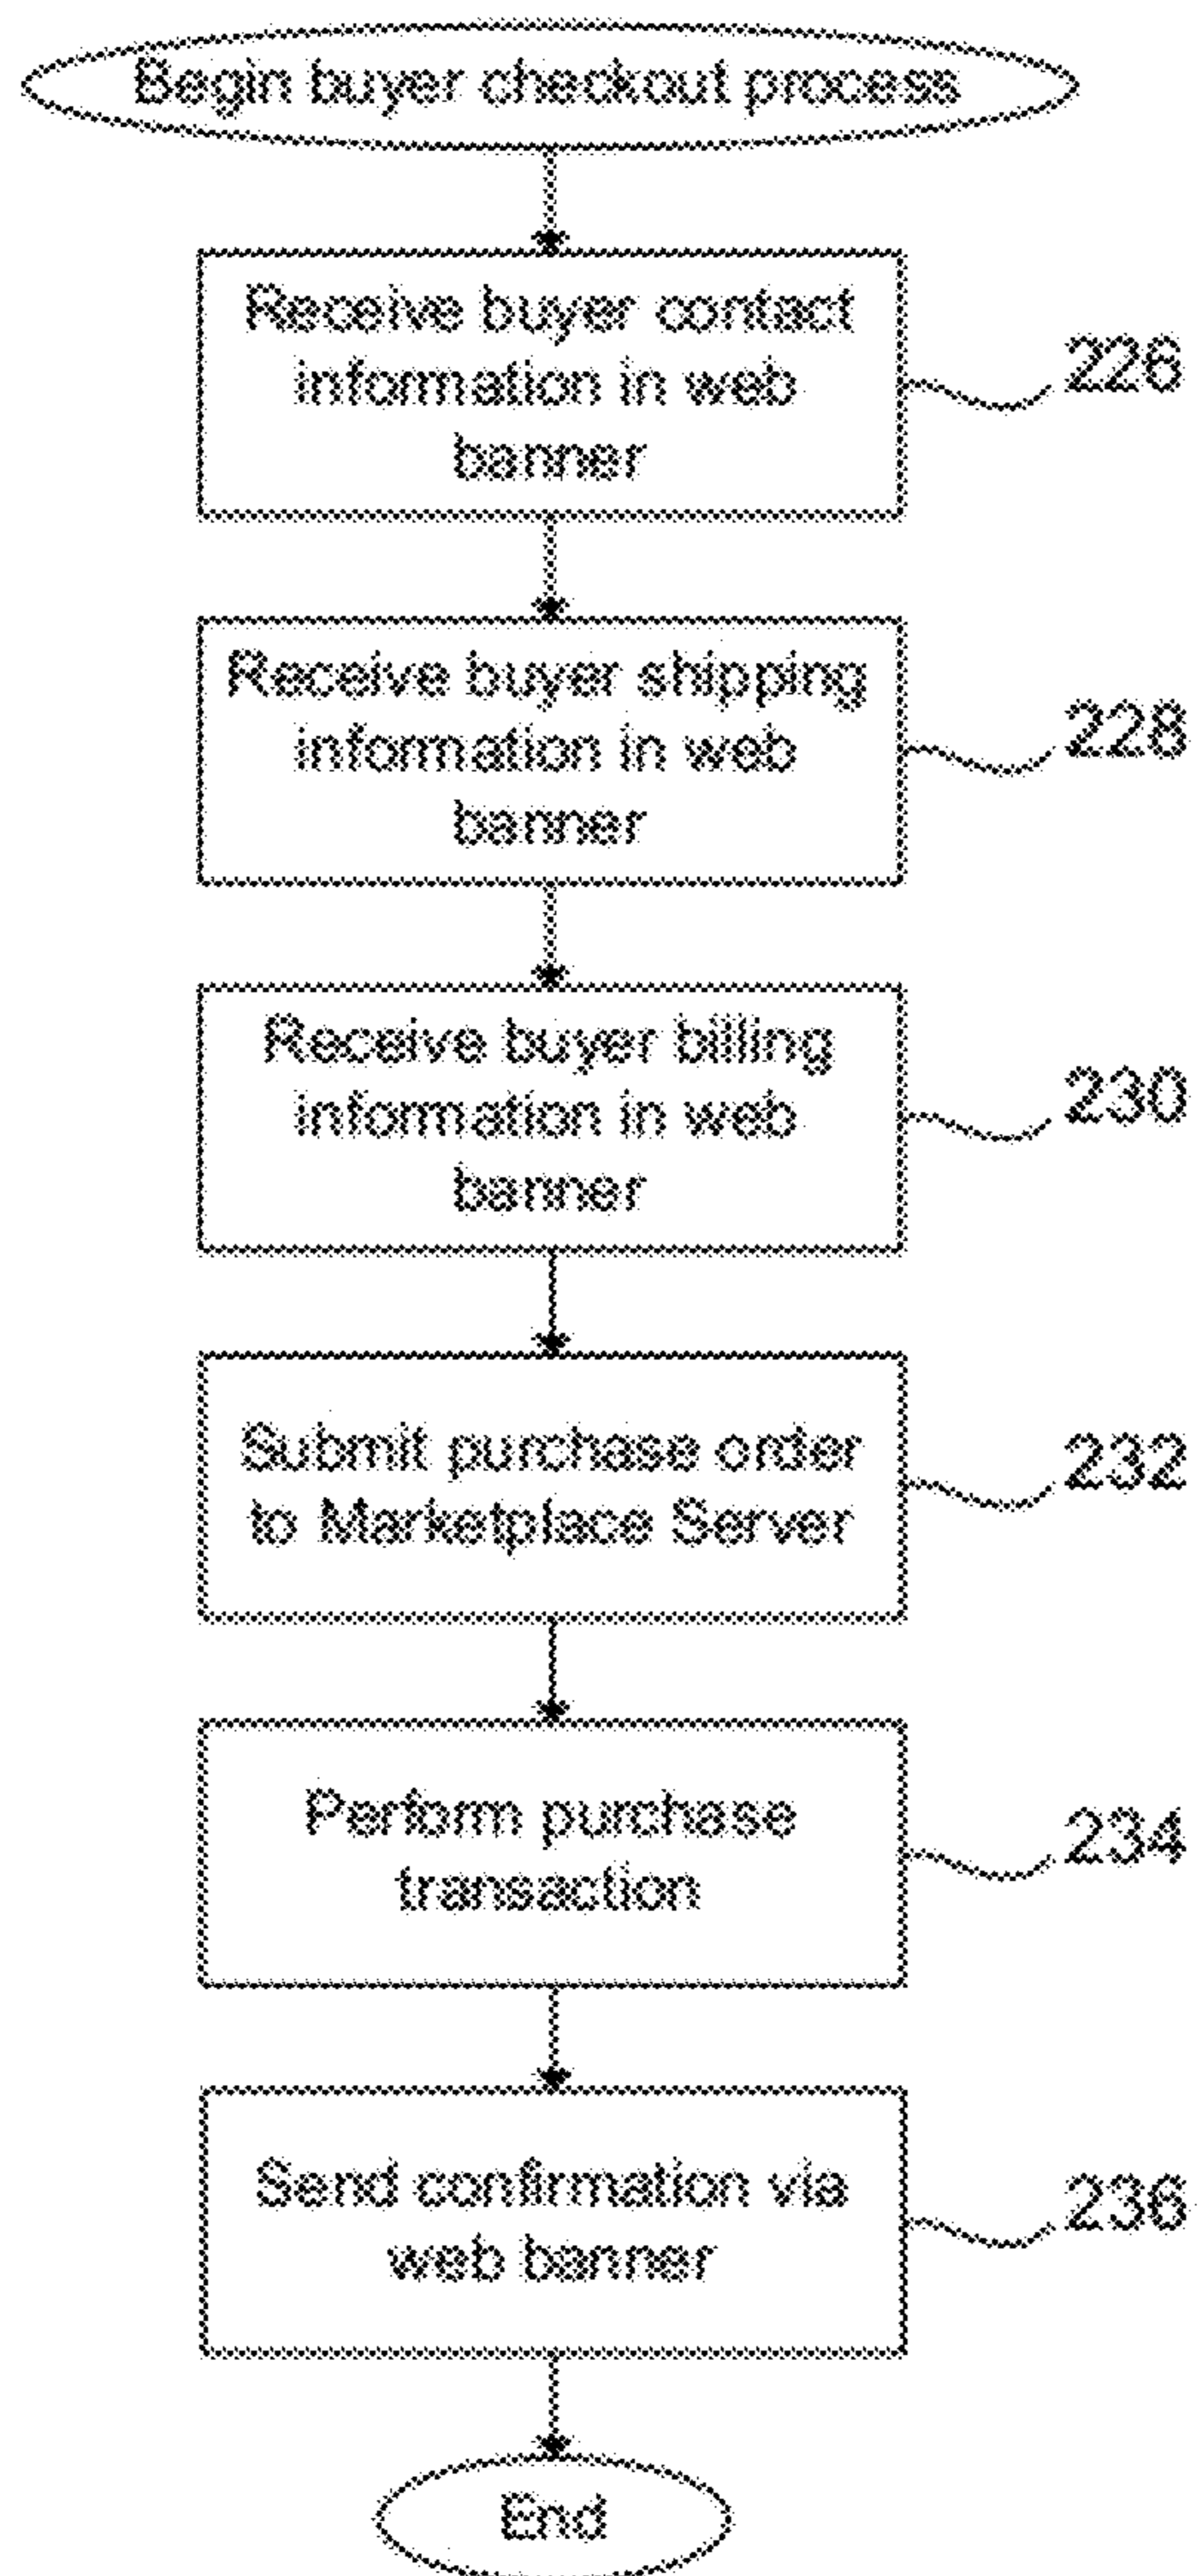 Begin buyer checkout process
Receive buyer contact
information in web
banner
226
Receive buyer shipping
information in web
banner
228
Receive buyer billing
information in web
banner
230
Submit purchase order
to Marketplace Server
232
Perform purchase
transaction
234
Send confirmation via
web banner
236
End